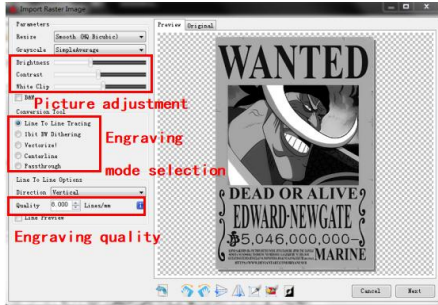 Import Raster Image
Parameters
Resize Smooth (HQ Bicubic)
Grayscale SimpleAverage
Brightness
Contrast
White Clip
Picture adjustment
Conversion Tool
Line To Line Tracing
1bit BW Dithering
Vectorize!
Centerline
Passthrough
Engraving
mode selection
Line To Line Options
Direction Vertical
Quality 8.000 Lines/mm
Line Preview
Engraving quality
Preview Original
WANTED
DEAD OR ALIVE
EDWARD·NEWGATE
5,046,000,000-
MARINE
Cancel Next